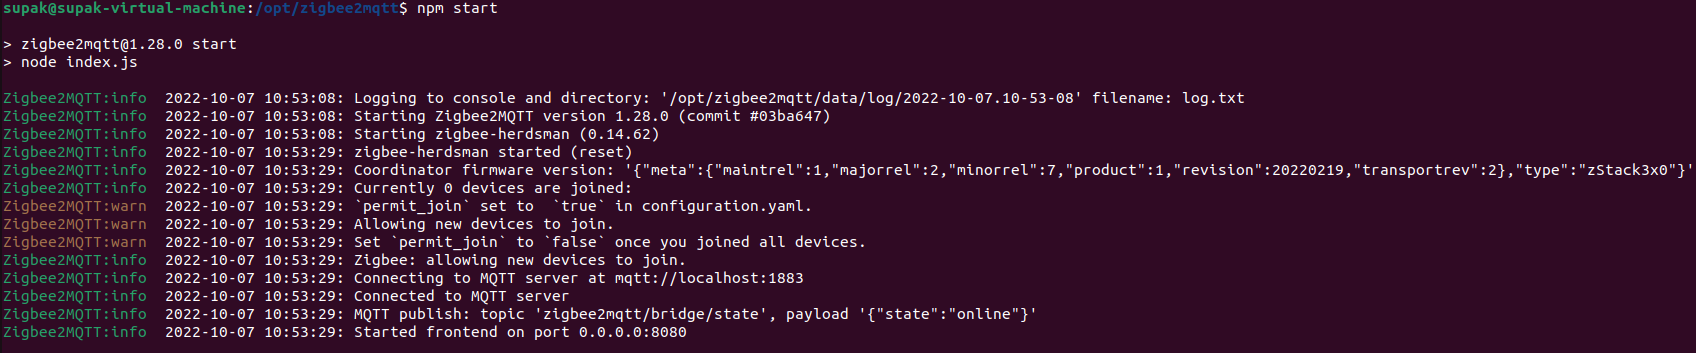 supak@supak-virtual-machine:/opt/zigbee2mqtt$ npm start
> zigbee2mqtt@1.28.0 start
> node index.js
Zigbee2MQTT:info  2022-10-07 10:53:08: Logging to console and directory: '/opt/zigbee2mqtt/data/log/2022-10-07.10-53-08' filename: log.txt
Zigbee2MQTT:info  2022-10-07 10:53:08: Starting Zigbee2MQTT version 1.28.0 (commit #03ba647)
Zigbee2MQTT:info  2022-10-07 10:53:08: Starting zigbee-herdsman (0.14.62)
Zigbee2MQTT:info  2022-10-07 10:53:29: zigbee-herdsman started (reset)
Zigbee2MQTT:info  2022-10-07 10:53:29: Coordinator firmware version: '{"meta":{"maintrel":1,"majorrel":2,"minorrel":7,"product":1,"revision":20220219,"transportrev":2},"type":"zStack3x0"}'
Zigbee2MQTT:info  2022-10-07 10:53:29: Currently 0 devices are joined:
Zigbee2MQTT:warn  2022-10-07 10:53:29: `permit_join` set to  `true` in configuration.yaml.
Zigbee2MQTT:warn  2022-10-07 10:53:29: Allowing new devices to join.
Zigbee2MQTT:warn  2022-10-07 10:53:29: Set `permit_join` to `false` once you joined all devices.
Zigbee2MQTT:info  2022-10-07 10:53:29: Zigbee: allowing new devices to join.
Zigbee2MQTT:info  2022-10-07 10:53:29: Connecting to MQTT server at mqtt://localhost:1883
Zigbee2MQTT:info  2022-10-07 10:53:29: Connected to MQTT server
Zigbee2MQTT:info  2022-10-07 10:53:29: MQTT publish: topic 'zigbee2mqtt/bridge/state', payload '{"state":"online"}'
Zigbee2MQTT:info  2022-10-07 10:53:29: Started frontend on port 0.0.0.0:8080